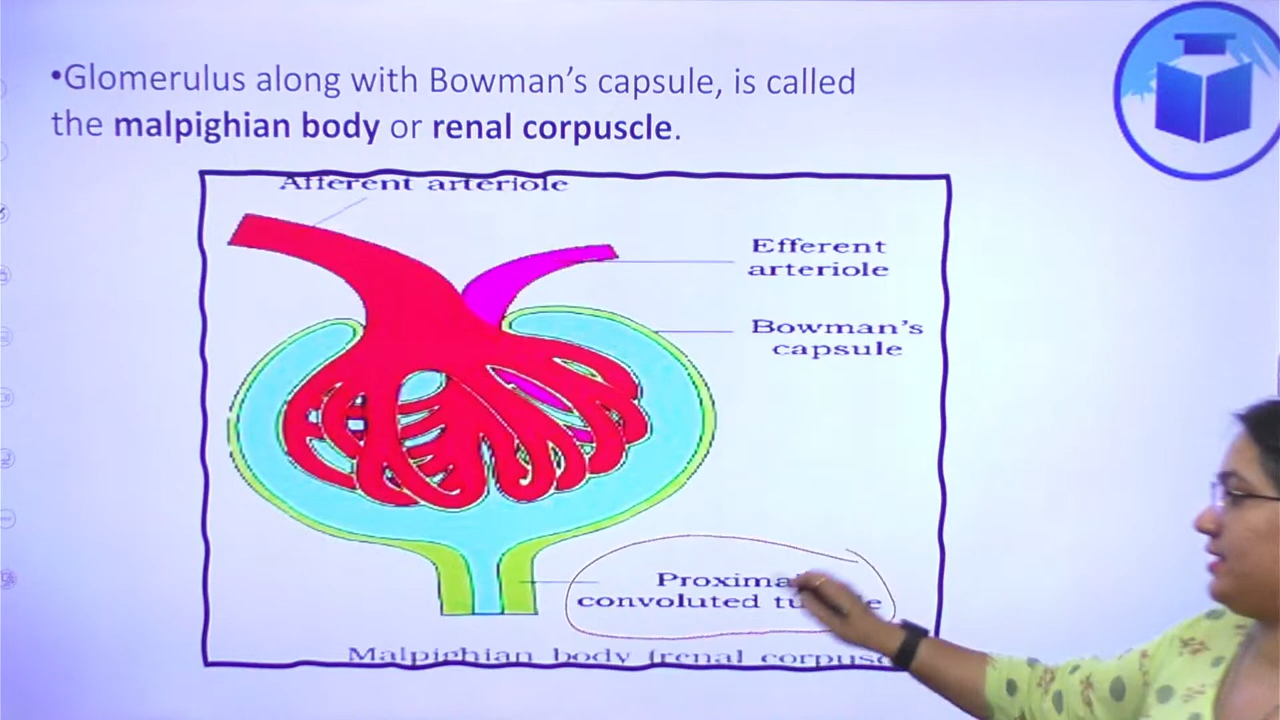 •Glomerulus along with Bowman's capsule, is called
the malpighian body or renal corpuscle.
Afferent arteriole
Efferent
arteriole
Bowman's
capsule
Proximal
convoluted
Malpighian body (renal